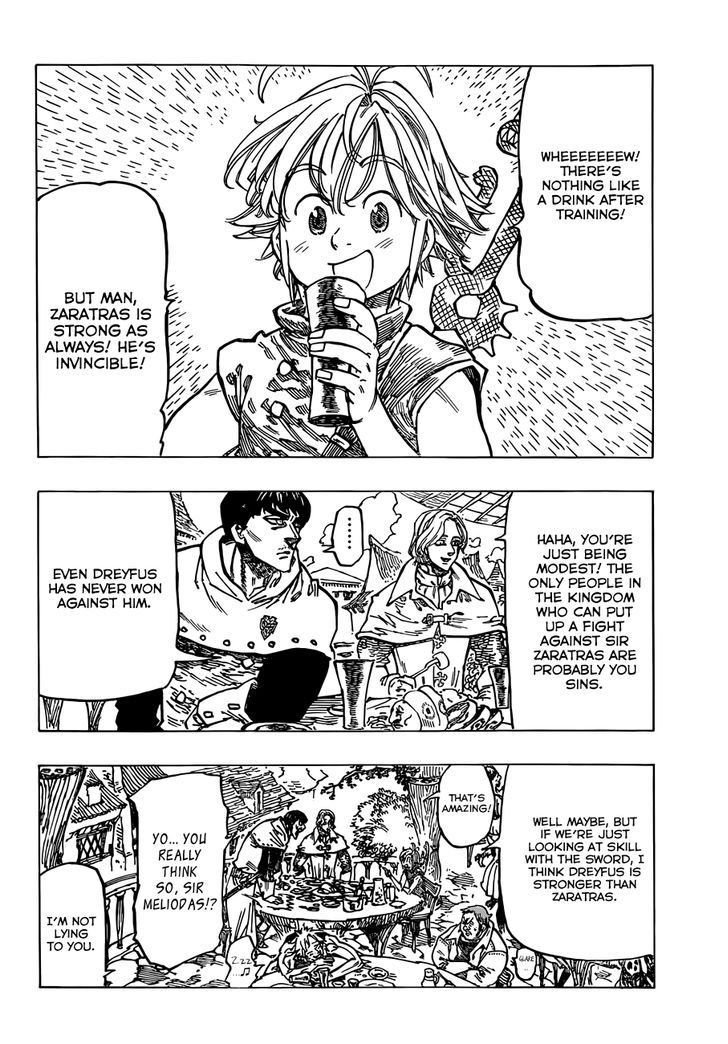 WHEEEEEEEW!
THERE'S
NOTHING LIKE
A DRINK AFTER
TRAINING!
BUT MAN,
ZARATRAS IS
STRONG AS
ALWAYS! HE'S
INVINCIBLE!
HAHA, YOU'RE
JUST BEING
MODEST! THE
ONLY PEOPLE IN
THE KINGDOM
WHO CAN PUT
UP A FIGHT
AGAINST SIR
ZARATRAS ARE
PROBABLY YOU
SINS.
......
EVEN DREYFUS
HAS NEVER WON
AGAINST HIM.
WELL MAYBE, BUT
IF WE'RE JUST
LOOKING AT SKILL
WITH THE SWORD, I
THINK DREYFUS
IS STRONGER THAN
ZARATRAS.
THAT'S
AMAZING!
GLARE
YO... YOU
REALLY
THINK
SO, SIR
MELIODAS!?
ZZZ
...♫
I'M NOT
LYING
TO YOU.